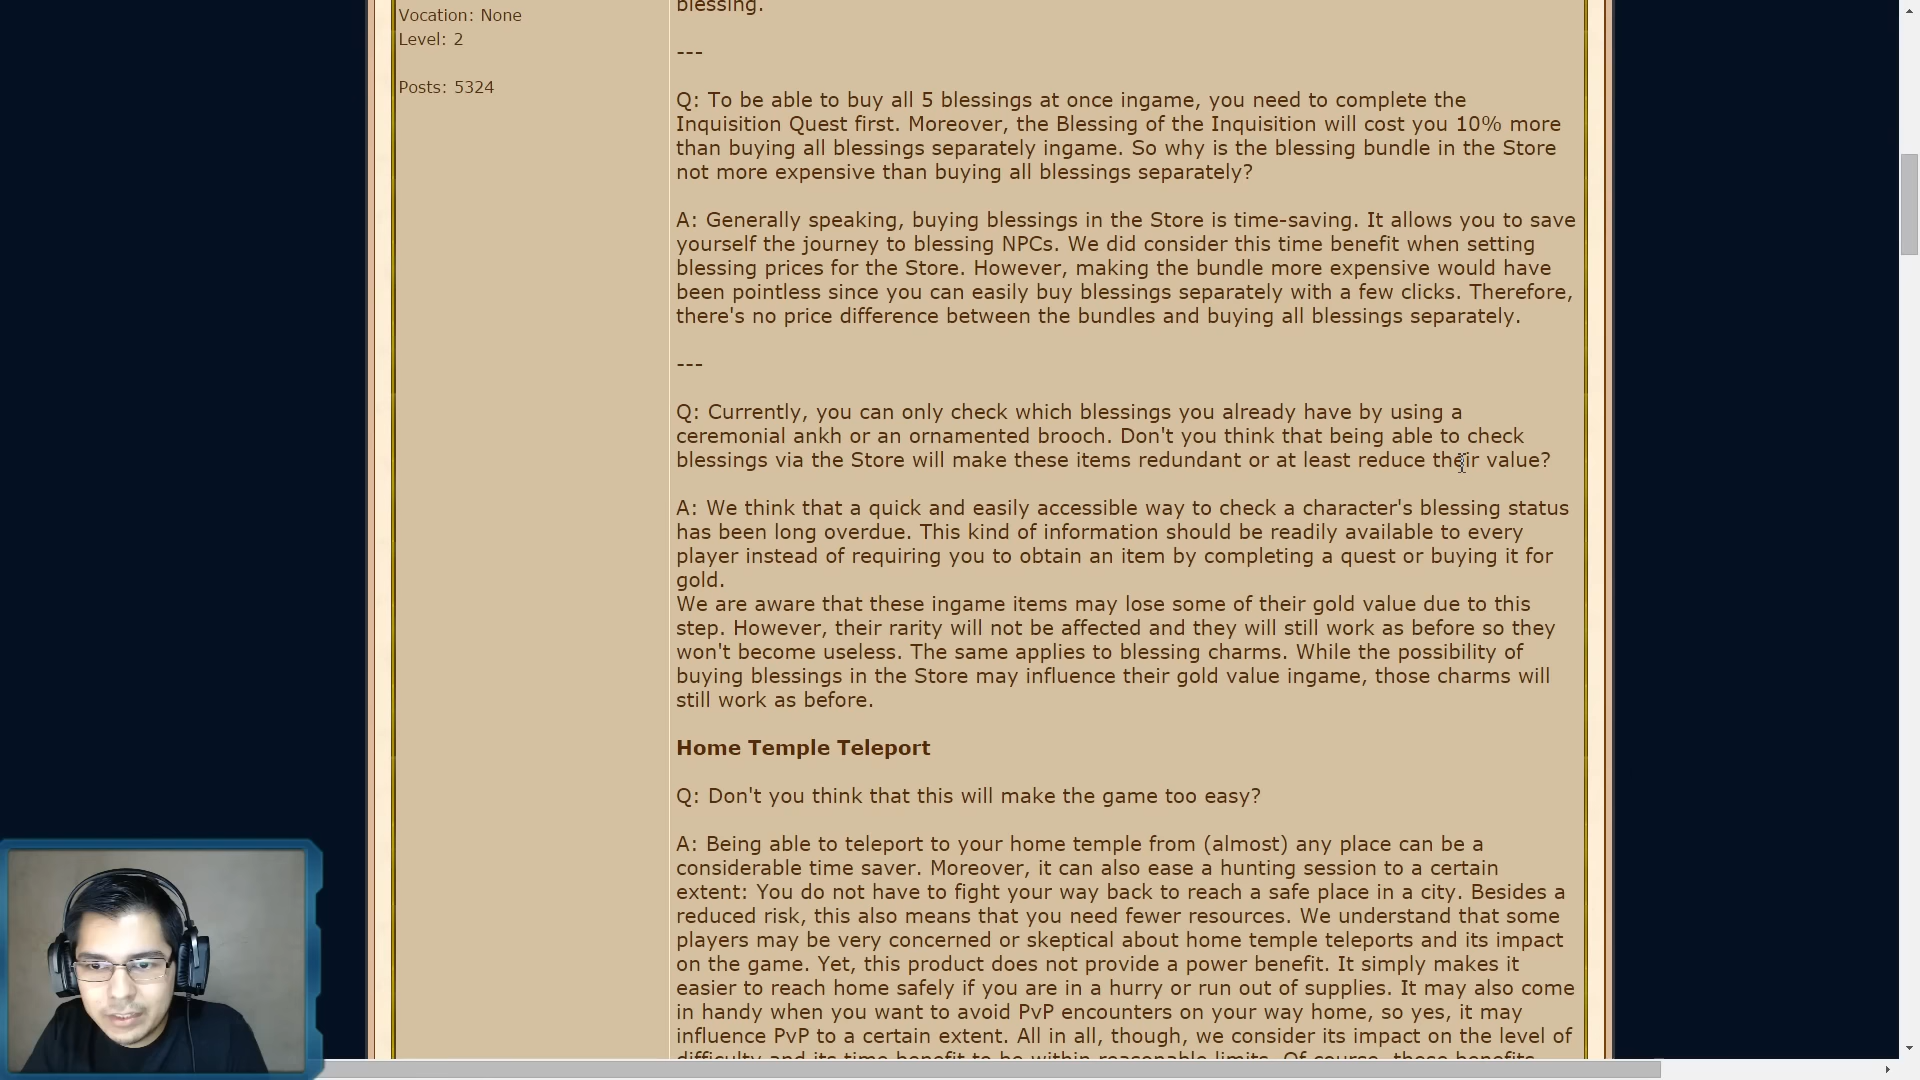 blessing.
Vocation: None
Level: 2
Posts: 5324
---
Q: To be able to buy all 5 blessings at once ingame, you need to complete the
Inquisition Quest first. Moreover, the Blessing of the Inquisition will cost you 10% more
than buying all blessings separately ingame. So why is the blessing bundle in the Store
not more expensive than buying all blessings separately?
A: Generally speaking, buying blessings in the Store is time-saving. It allows you to save
yourself the journey to blessing NPCs. We did consider this time benefit when setting
blessing prices for the Store. However, making the bundle more expensive would have
been pointless since you can easily buy blessings separately with a few clicks. Therefore,
there's no price difference between the bundles and buying all blessings separately.
---
Q: Currently, you can only check which blessings you already have by using a
ceremonial ankh or an ornamented brooch. Don't you think that being able to check
blessings via the Store will make these items redundant or at least reduce their value?
A: We think that a quick and easily accessible way to check a character's blessing status
has been long overdue. This kind of information should be readily available to every
player instead of requiring you to obtain an item by completing a quest or buying it for
gold.
We are aware that these ingame items may lose some of their gold value due to this
step. However, their rarity will not be affected and they will still work as before so they
won't become useless. The same applies to blessing charms. While the possibility of
buying blessings in the Store may influence their gold value ingame, those charms will
still work as before.
Home Temple Teleport
Q: Don't you think that this will make the game too easy?
A: Being able to teleport to your home temple from (almost) any place can be a
considerable time saver. Moreover, it can also ease a hunting session to a certain
extent: You do not have to fight your way back to reach a safe place in a city. Besides a
reduced risk, this also means that you need fewer resources. We understand that some
players may be very concerned or skeptical about home temple teleports and its impact
on the game. Yet, this product does not provide a power benefit. It simply makes it
easier to reach home safely if you are in a hurry or run out of supplies. It may also come
in handy when you want to avoid PvP encounters on your way home, so yes, it may
influence PvP to a certain extent. All in all, though, we consider its impact on the level of
difficulty and its time benefit to be within reasonable limits. Of course, these benefits